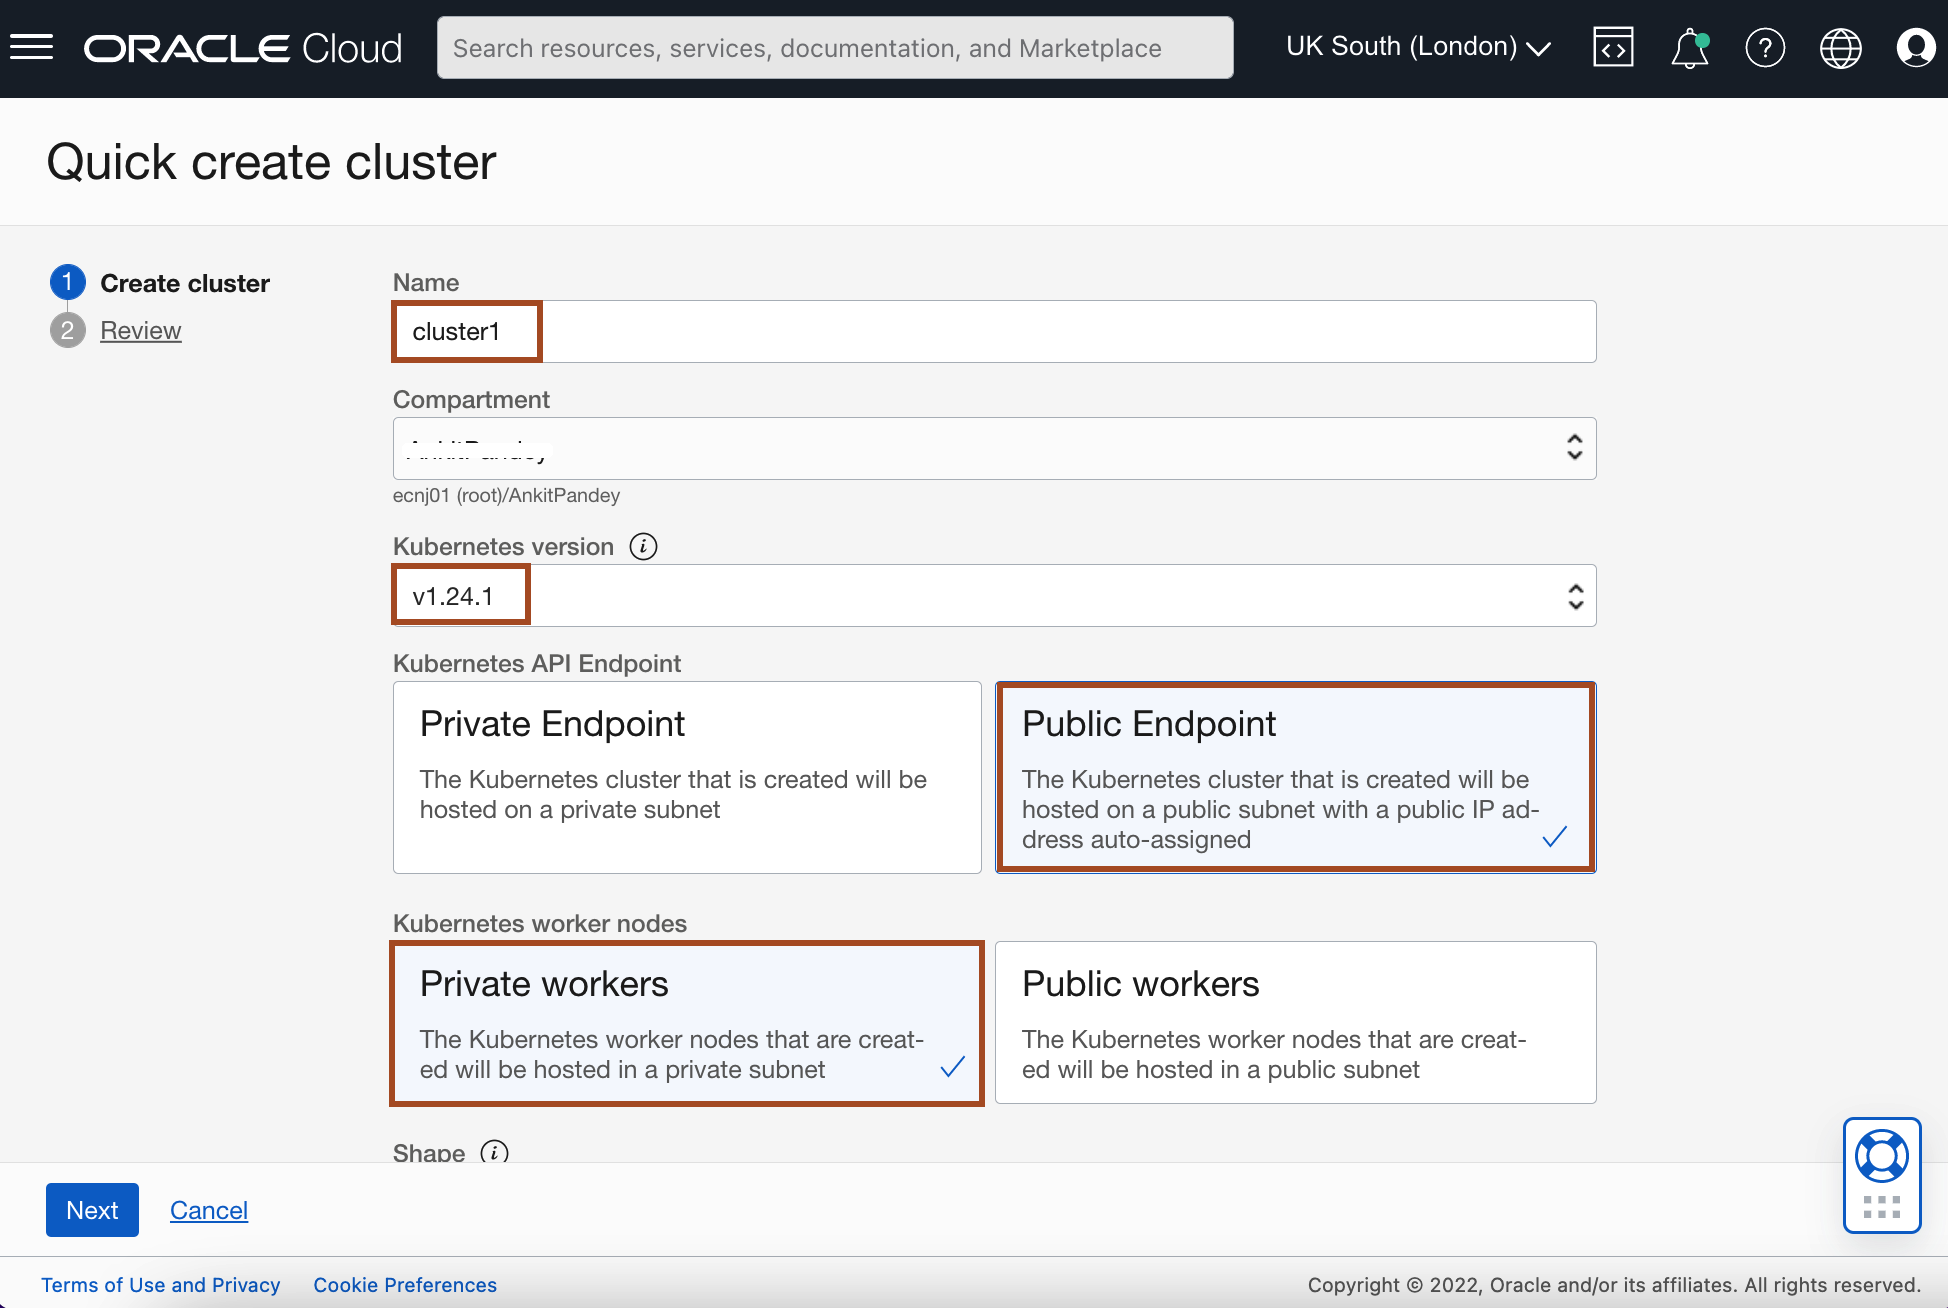 ORACLE Cloud
Search resources, services, documentation, and Marketplace
UK South (London)
Quick create cluster
1 Create cluster
2 Review
Name
cluster1
Compartment
ecnj01 (root)/AnkitPandey
Kubernetes version
v1.24.1
Kubernetes API Endpoint
Private Endpoint
The Kubernetes cluster that is created will be
hosted on a private subnet
Public Endpoint
The Kubernetes cluster that is created will be
hosted on a public subnet with a public IP ad-
dress auto-assigned
Kubernetes worker nodes
Private workers
The Kubernetes worker nodes that are creat-
ed will be hosted in a private subnet
Public workers
The Kubernetes worker nodes that are creat-
ed will be hosted in a public subnet
Shape
Next
Cancel
Terms of Use and Privacy
Cookie Preferences
Copyright © 2022, Oracle and/or its affiliates. All rights reserved.